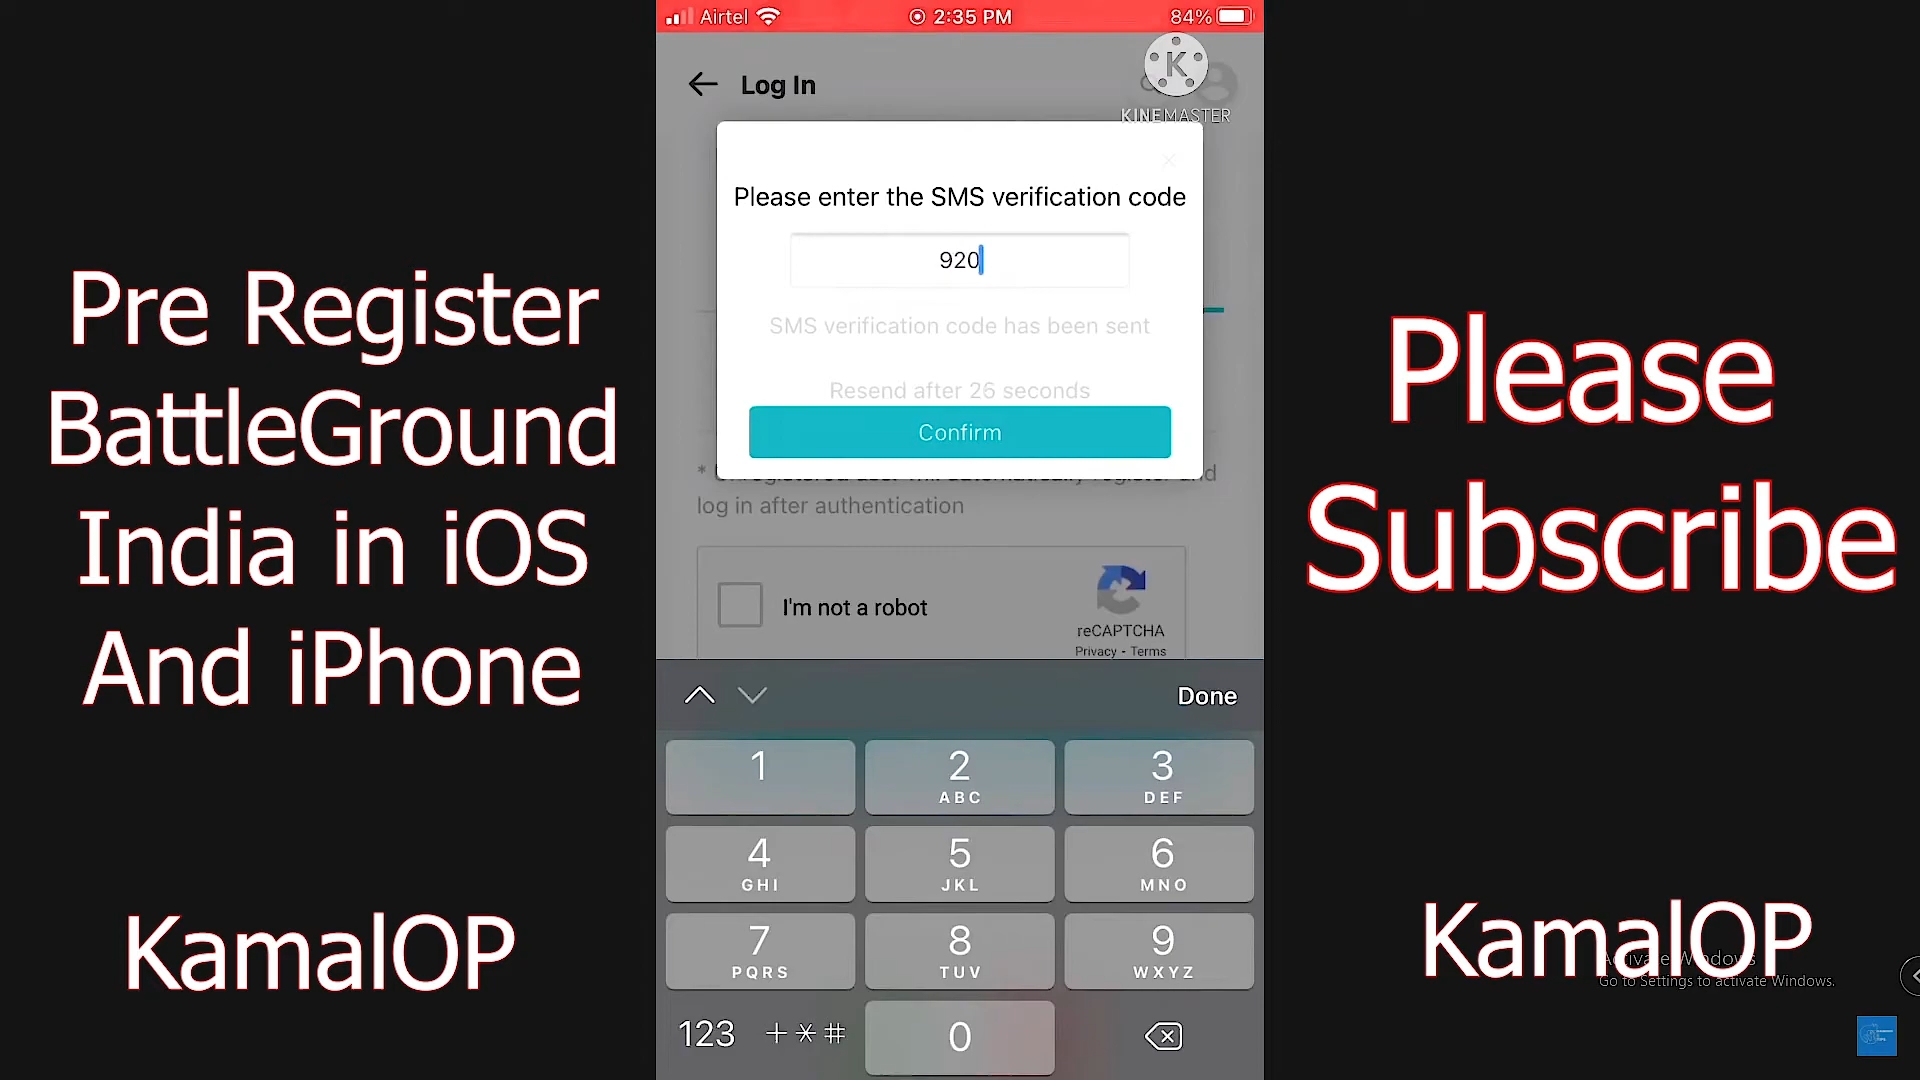 Airtel 2:35 PM 84%
Log In
K
KINEMASTER
Please enter the SMS verification code
920
SMS verification code has been sent
Resend after 26 seconds
Confirm
log in after authentication
I'm not a robot
reCAPTCHA
Privacy - Terms
Done
1
2 ABC
3 DEF
4 GHI
5 JKL
6 MNO
7 PQRS
8 TUV
9 WXYZ
123 +*#
0
Pre Register
BattleGround
India in iOS
And iPhone
KamalOP
Please
Subscribe
KamalOP
Activate Windows
Go to Settings to activate Windows.